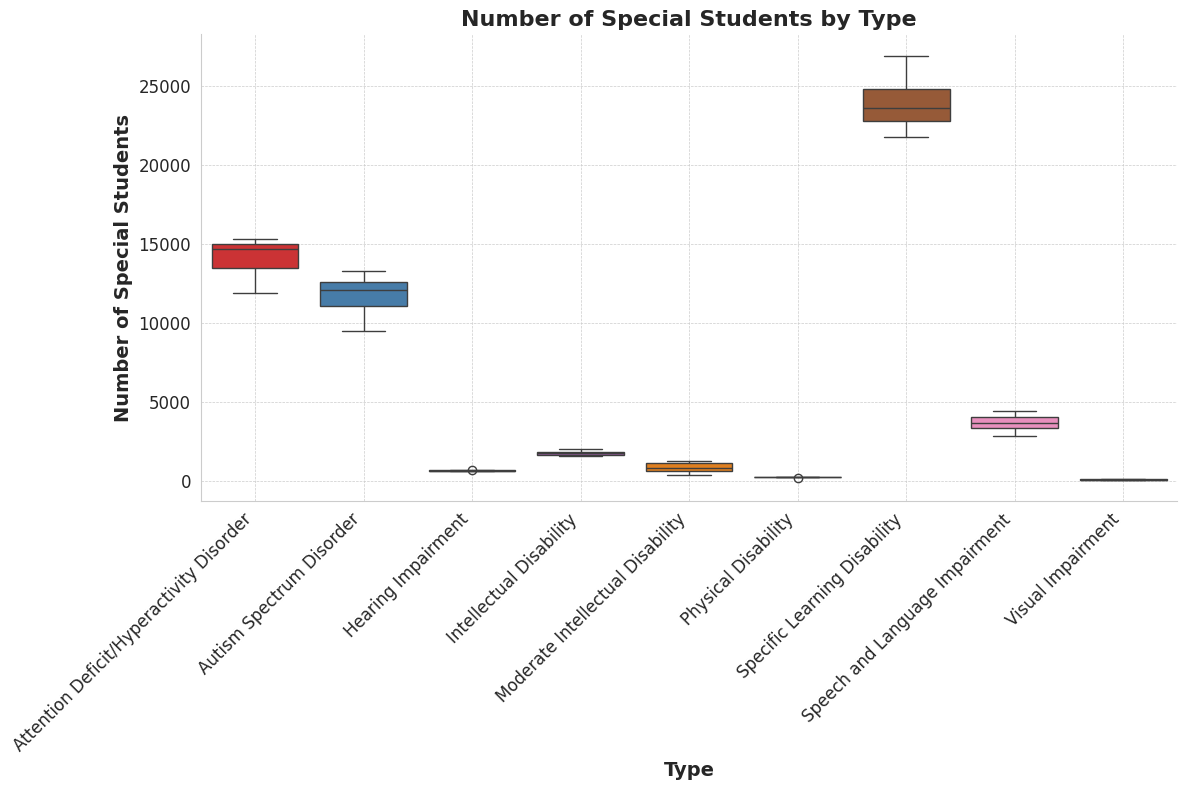 Number of Special Students by Type
Number of Special Students
25000
20000
15000
10000
5000
0
Attention Deficit/Hyperactivity Disorder
Autism Spectrum Disorder
Hearing Impairment
Intellectual Disability
Moderate Intellectual Disability
Physical Disability
Specific Learning Disability
Speech and Language Impairment
Visual Impairment
Type